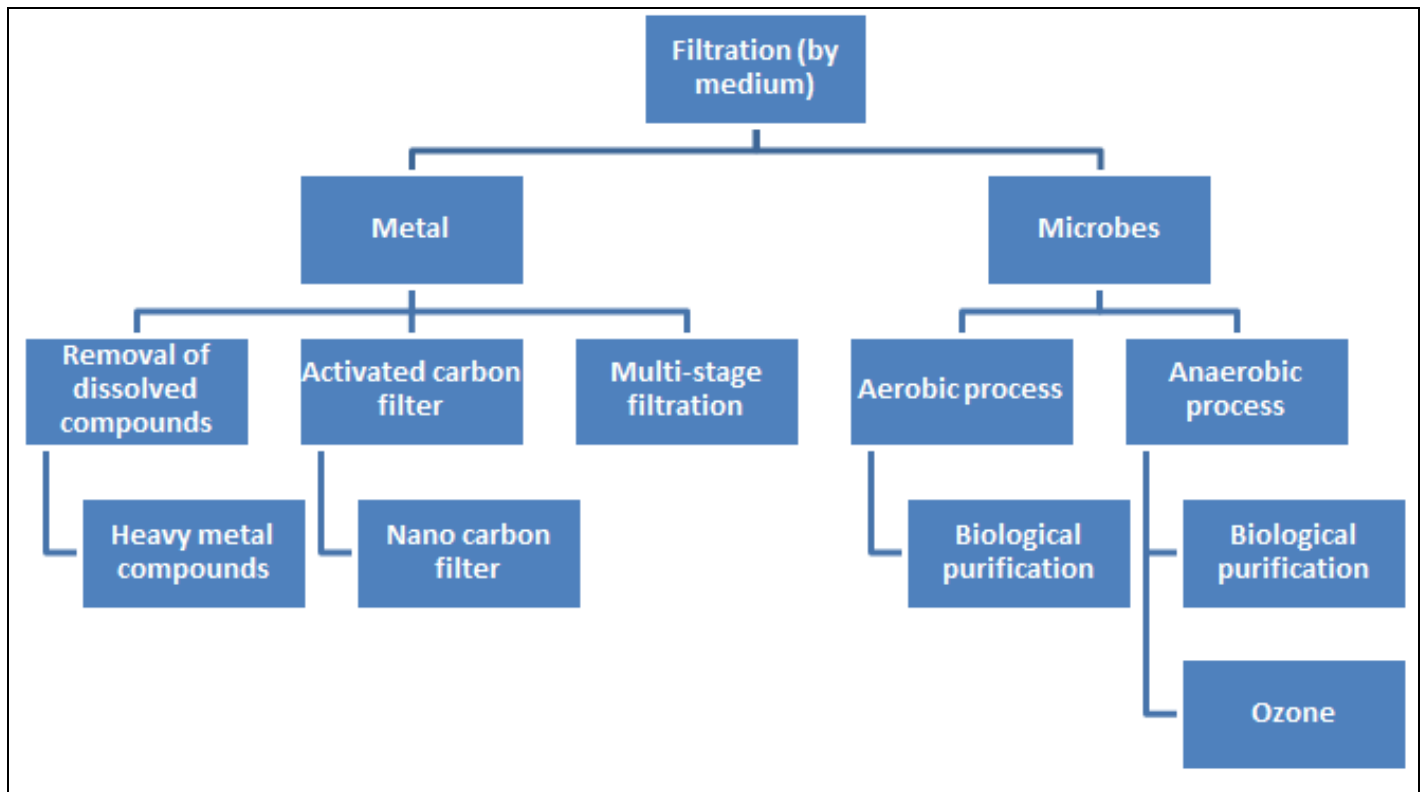 Filtration (by
medium)
Metal
Microbes
Removal of
dissolved
compounds
Activated carbon
filter
Multi-stage
filtration
Aerobic process
Anaerobic
process
Heavy metal
compounds
Nano carbon
filter
Biological
purification
Biological
purification
Ozone